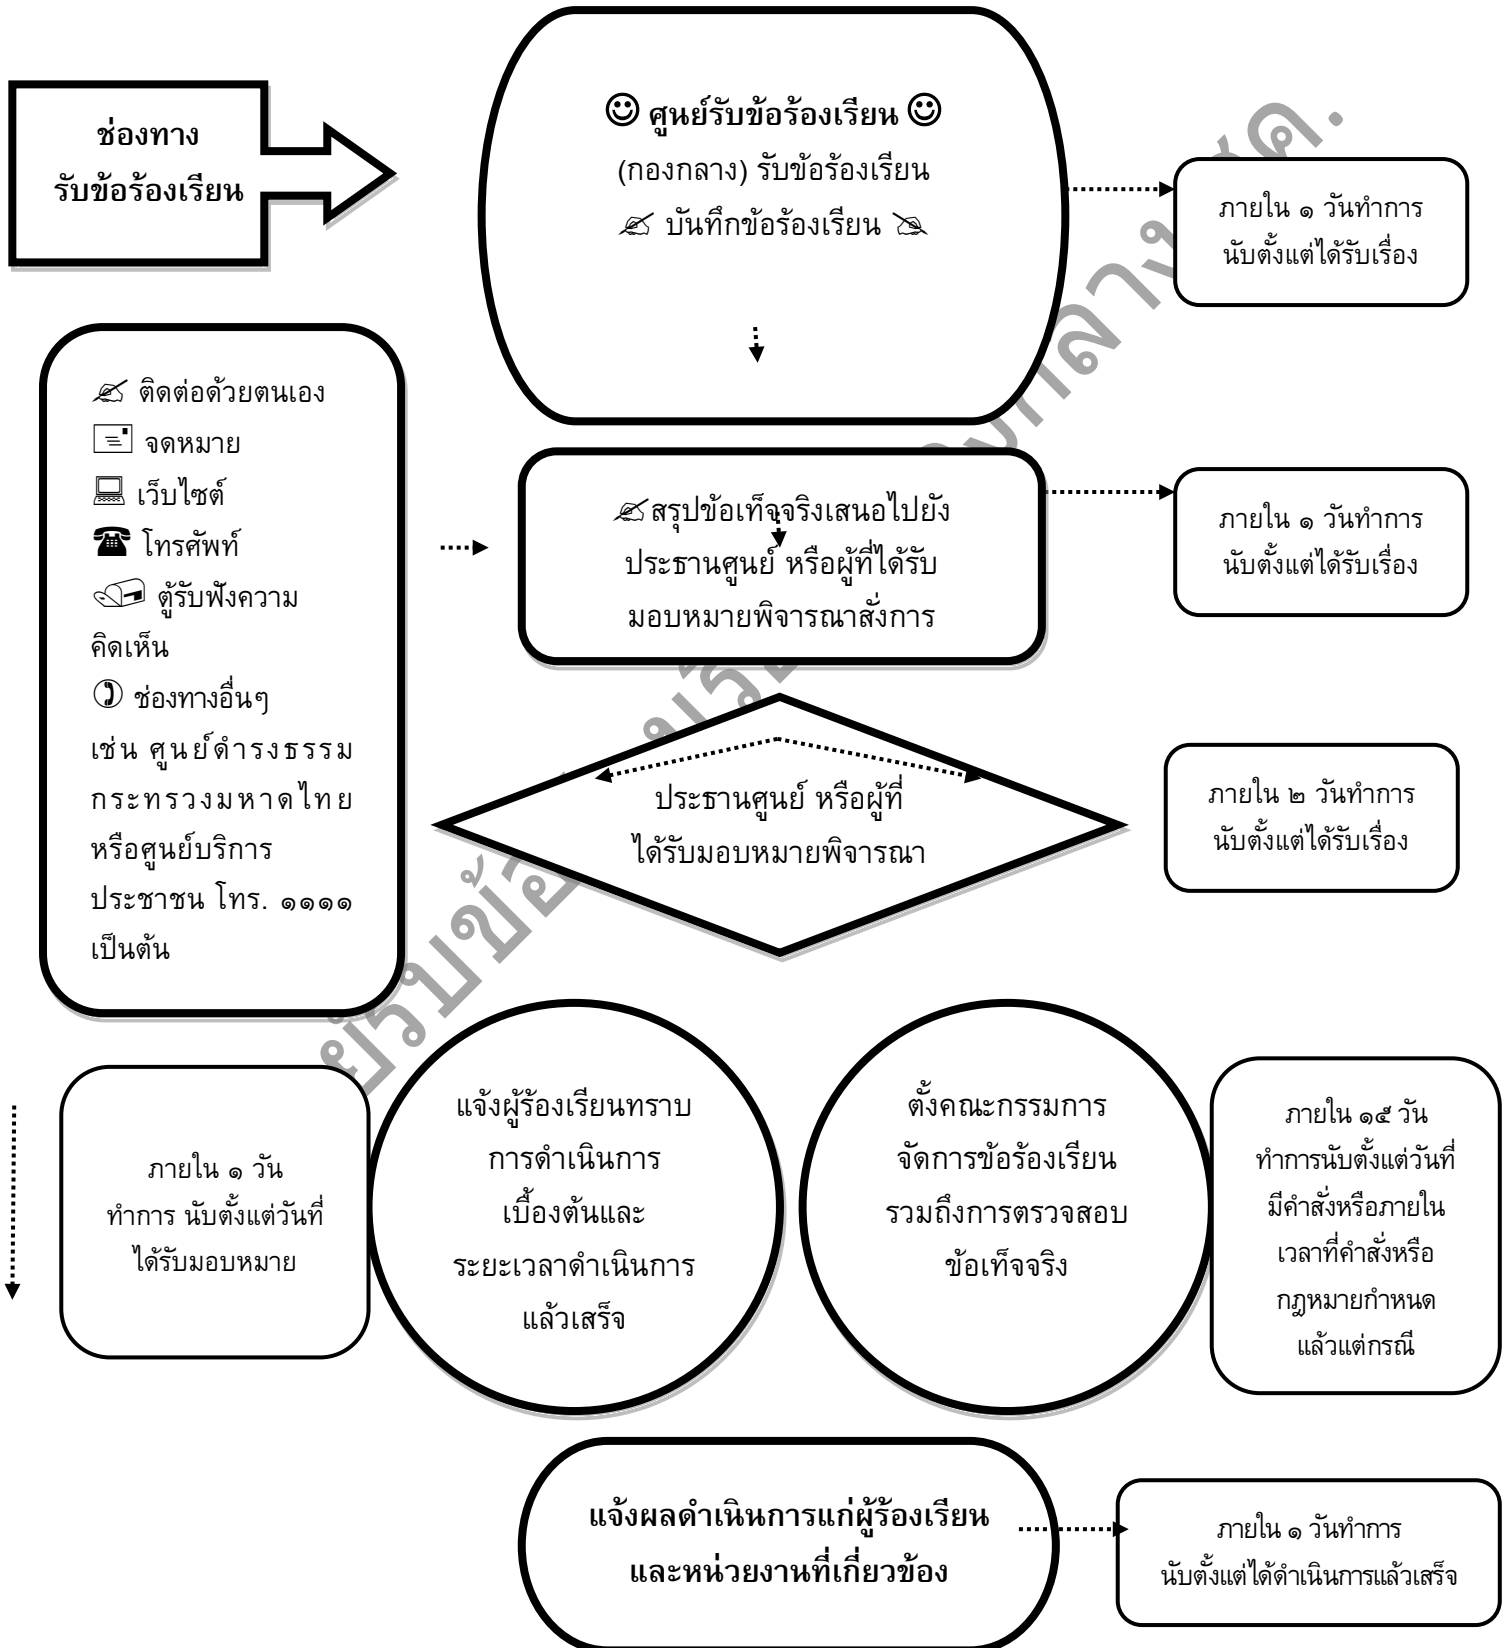 ช่องทาง
รับข้อร้องเรียน
ศูนย์รับข้อร้องเรียน
(กองกลาง) รับข้อร้องเรียน
บันทึกข้อร้องเรียน
ภายใน ๑ วันทำการ
นับตั้งแต่ได้รับเรื่อง
ติดต่อด้วยตนเอง
จดหมาย
เว็บไซต์
โทรศัพท์
ตู้รับฟังความ
คิดเห็น
ช่องทางอื่นๆ
เช่น ศูนย์ดำรงธรรม
กระทรวงมหาดไทย
หรือศูนย์บริการ
ประชาชน โทร. ๑๑๑๑
เป็นต้น
สรุปข้อเท็จจริงเสนอไปยัง
ประธานศูนย์ หรือผู้ที่ได้รับ
มอบหมายพิจารณาสั่งการ
ภายใน ๑ วันทำการ
นับตั้งแต่ได้รับเรื่อง
ประธานศูนย์ หรือผู้ที่
ได้รับมอบหมายพิจารณา
ภายใน ๒ วันทำการ
นับตั้งแต่ได้รับเรื่อง
ภายใน ๑ วัน
ทำการ นับตั้งแต่วันที่
ได้รับมอบหมาย
แจ้งผู้ร้องเรียนทราบ
การดำเนินการ
เบื้องต้นและ
ระยะเวลาดำเนินการ
แล้วเสร็จ
ตั้งคณะกรรมการ
จัดการข้อร้องเรียน
รวมถึงการตรวจสอบ
ข้อเท็จจริง
ภายใน ๑๕ วัน
ทำการนับตั้งแต่วันที่
มีคำสั่งหรือภายใน
เวลาที่คำสั่งหรือ
กฎหมายกำหนด
แล้วแต่กรณี
แจ้งผลดำเนินการแก่ผู้ร้องเรียน
และหน่วยงานที่เกี่ยวข้อง
ภายใน ๑ วันทำการ
นับตั้งแต่ได้ดำเนินการแล้วเสร็จ